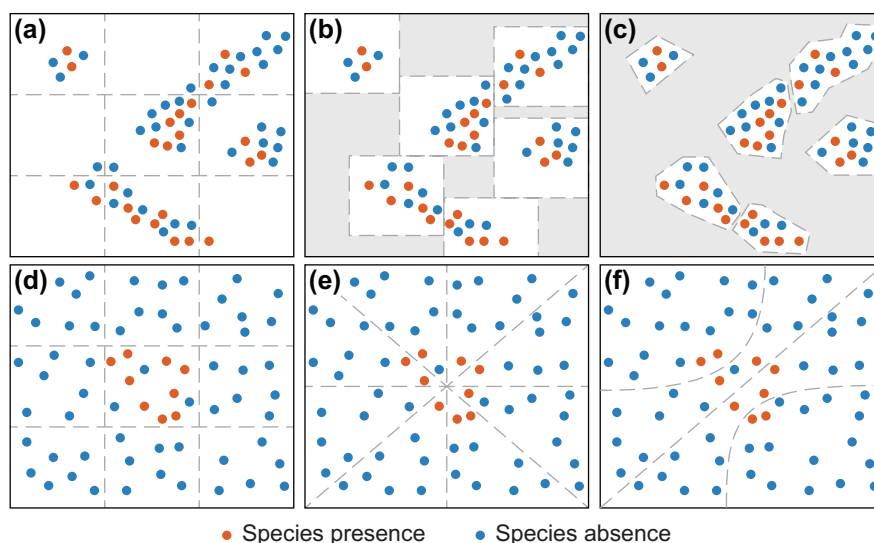 (a)
(b)
(c)
(d)
(e)
(f)
Species presence
Species absence